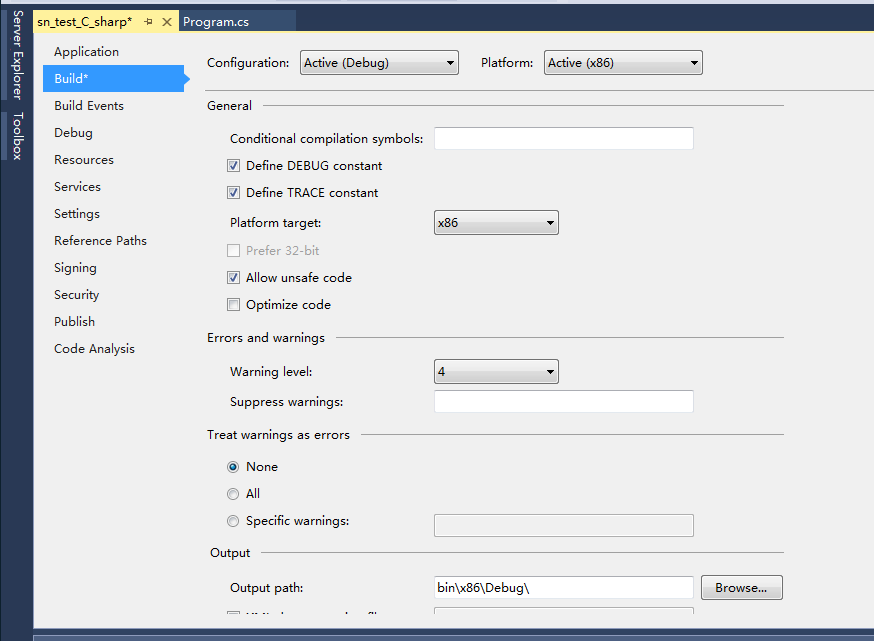 Server Explorer
Toolbox
sn_test_C_sharp*
Program.cs
Application
Build*
Build Events
Debug
Resources
Services
Settings
Reference Paths
Signing
Security
Publish
Code Analysis
Configuration: Active (Debug) Platform: Active (x86)
General
Conditional compilation symbols:
Define DEBUG constant
Define TRACE constant
Platform target: x86
Prefer 32-bit
Allow unsafe code
Optimize code
Errors and warnings
Warning level: 4
Suppress warnings:
Treat warnings as errors
None
All
Specific warnings:
Output
Output path: bin\x86\Debug\ Browse...